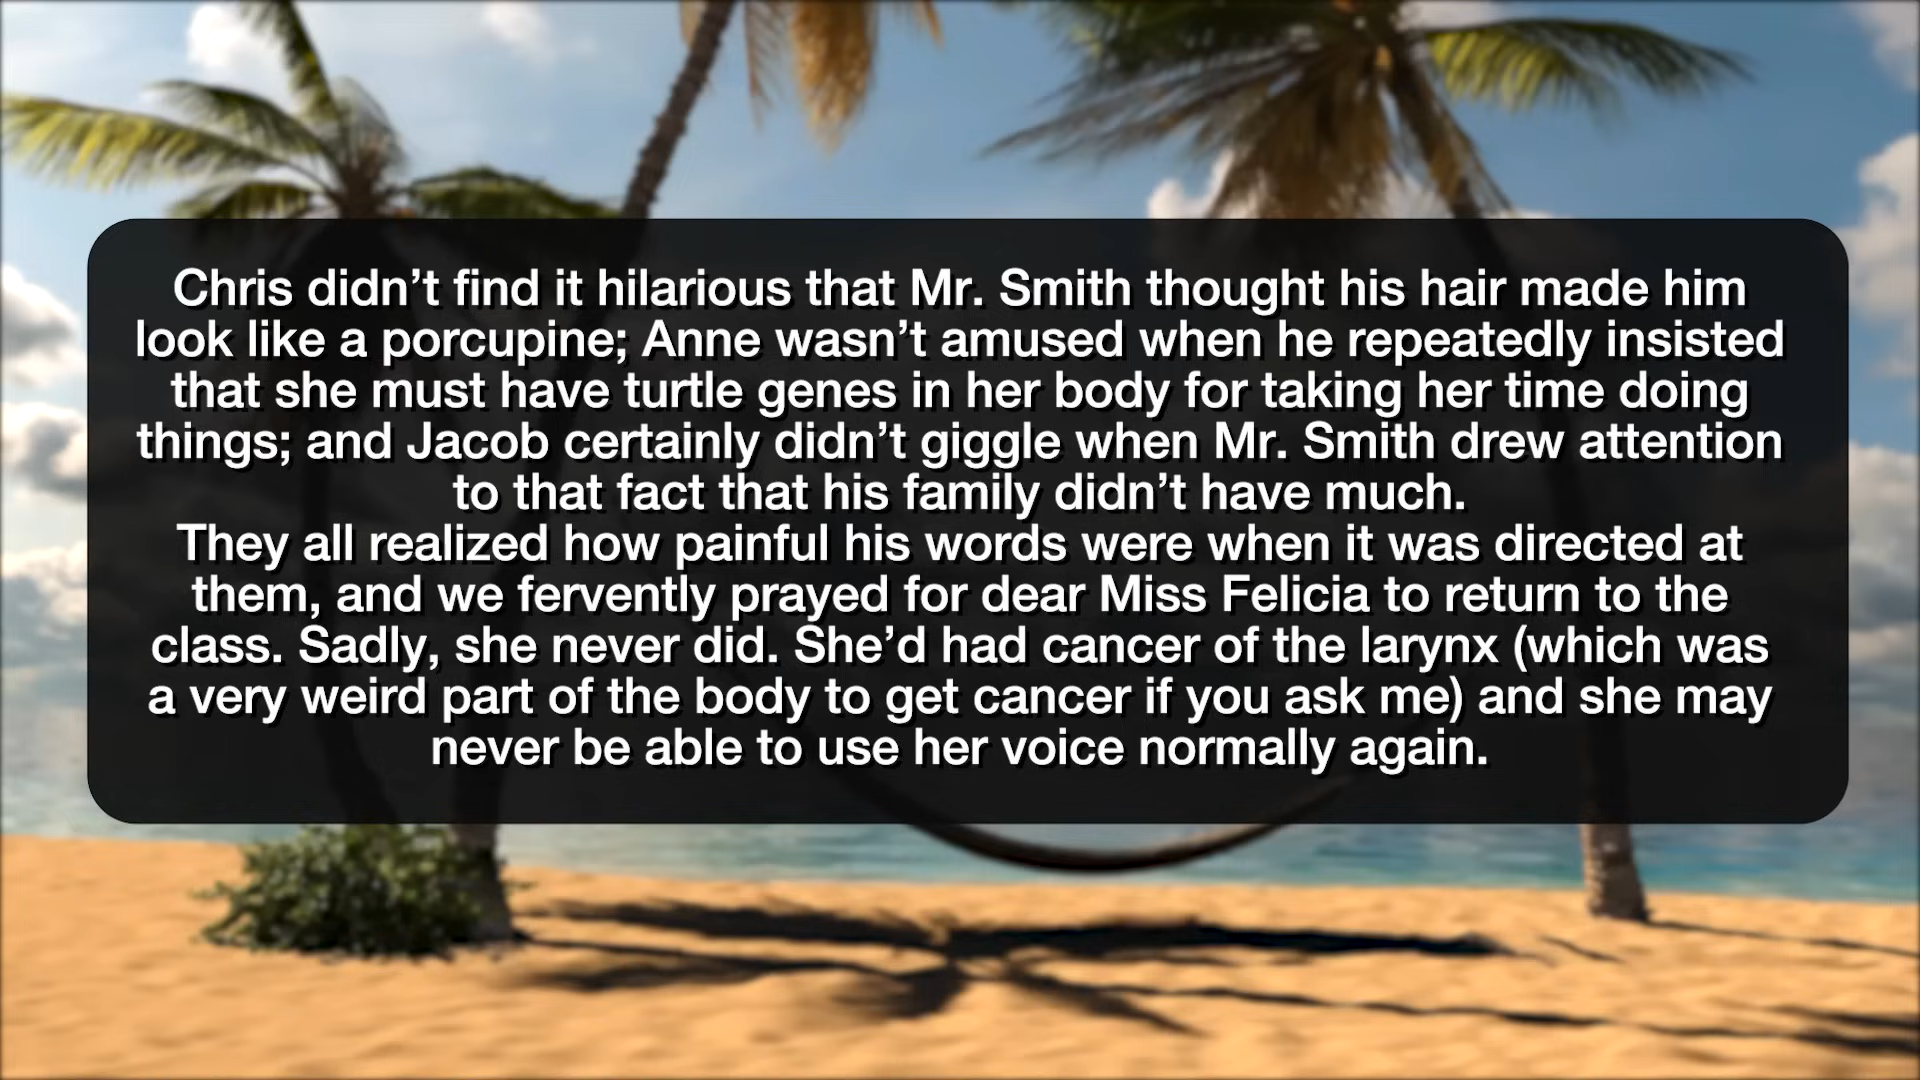 Chris didn’t find it hilarious that Mr. Smith thought his hair made him
look like a porcupine; Anne wasn’t amused when he repeatedly insisted
that she must have turtle genes in her body for taking her time doing
things; and Jacob certainly didn’t giggle when Mr. Smith drew attention
to that fact that his family didn’t have much.
They all realized how painful his words were when it was directed at
them, and we fervently prayed for dear Miss Felicia to return to the
class. Sadly, she never did. She’d had cancer of the larynx (which was
a very weird part of the body to get cancer if you ask me) and she may
never be able to use her voice normally again.